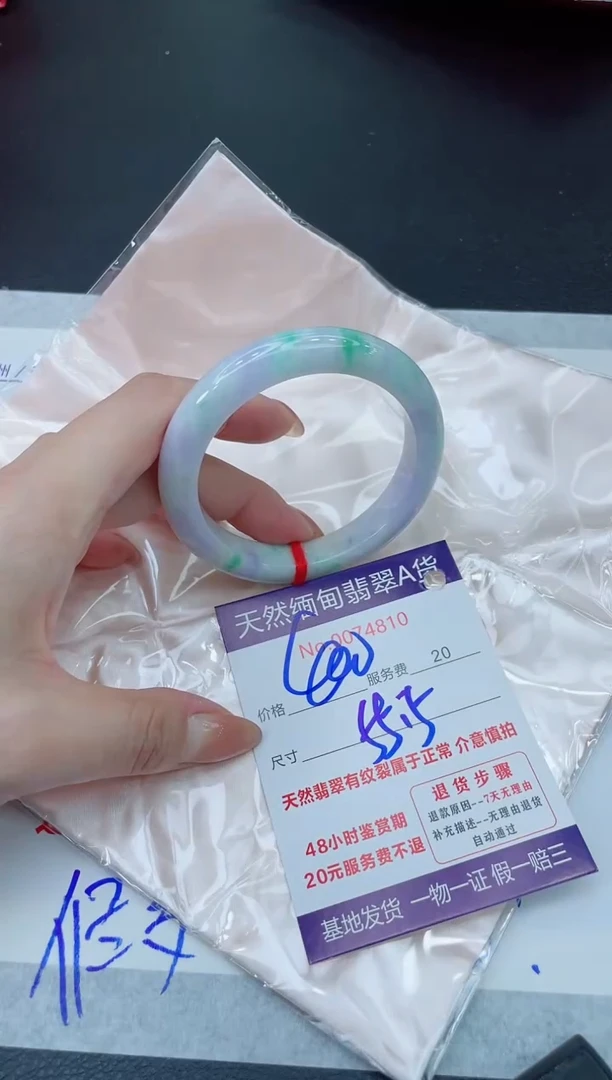 州 /
天然缅甸翡翠A货
No.0074810
价格 600 服务费 20
尺寸 55.5
天然翡翠有纹裂属于正常 介意慎拍
48小时鉴赏期
20元服务费不退
退货步骤
退款原因--7天无理由
补充描述--无理由退货
自动通过
基地发货 一物一证 假一赔三